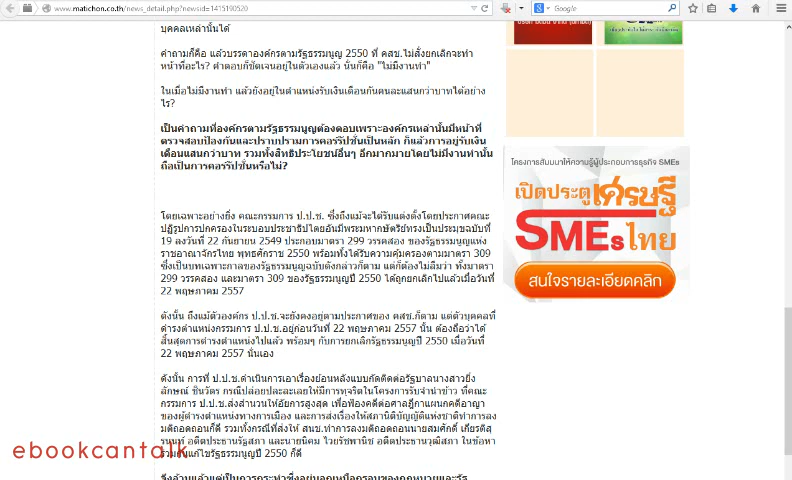 www.matichon.co.th/news_detail.php?newsid=1415190520
Google
บุคคลเหล่านั้นได้
คำถามก็คือ แล้วบรรดาองค์กรตามรัฐธรรมนูญ 2550 ที่ คสช.ไม่สั่งยกเลิกจะทำ
หน้าที่อะไร? คำตอบก็ชัดเจนอยู่ในตัวเองแล้ว นั่นก็คือ "ไม่มีงานทำ"
ในเมื่อไม่มีงานทำ แล้วยังอยู่ในตำแหน่งรับเงินเดือนกันคนละแสนกว่าบาทได้อย่าง
ไร?
เป็นคำถามที่องค์กรตามรัฐธรรมนูญต้องตอบเพราะองค์กรเหล่านั้นมีหน้าที่
ตรวจสอบป้องกันและปราบปรามการคอร์รัปชั่นเป็นหลัก ก็แล้วการอยู่รับเงิน
เดือนแสนกว่าบาท รวมทั้งสิทธิประโยชน์อื่นๆ อีกมากมายโดยไม่มีงานทำนั้น
ถือเป็นการคอร์รัปชั่นหรือไม่?
โดยเฉพาะอย่างยิ่ง คณะกรรมการ ป.ป.ช. ซึ่งถึงแม้จะได้รับแต่งตั้งโดยประกาศคณะ
ปฏิรูปการปกครองในระบอบประชาธิปไตยอันมีพระมหากษัตริย์ทรงเป็นประมุขฉบับที่
19 ลงวันที่ 22 กันยายน 2549 ประกอบมาตรา 299 วรรคสอง ของรัฐธรรมนูญแห่ง
ราชอาณาจักรไทย พุทธศักราช 2550 พร้อมทั้งได้รับความคุ้มครองตามมาตรา 309
ซึ่งเป็นบทเฉพาะกาลของรัฐธรรมนูญฉบับดังกล่าวก็ตาม แต่ก็ต้องไม่ลืมว่า ทั้งมาตรา
299 วรรคสอง และมาตรา 309 ของรัฐธรรมนูญปี 2550 ได้ถูกยกเลิกไปแล้วเมื่อวันที่
22 พฤษภาคม 2557
ดังนั้น ถึงแม้ตัวองค์กร ป.ป.ช.จะยังคงอยู่ตามประกาศของ คสช.ก็ตาม แต่ตัวบุคคลที่
ดำรงตำแหน่งกรรมการ ป.ป.ช.อยู่ก่อนวันที่ 22 พฤษภาคม 2557 นั้น ต้องถือว่าได้
สิ้นสุดการดำรงตำแหน่งไปแล้ว พร้อมๆ กับการยกเลิกรัฐธรรมนูญปี 2550 เมื่อวันที่
22 พฤษภาคม 2557 นั่นเอง
ดังนั้น การที่ ป.ป.ช.ดำเนินการเอาเรื่องย้อนหลังแบบกัดติดต่อรัฐบาลนางสาวยิ่ง
ลักษณ์ ชินวัตร กรณีปล่อยปละละเลยให้มีการทุจริตในโครงการรับจำนำข้าว ที่คณะ
กรรมการ ป.ป.ช.ส่งสำนวนให้อัยการสูงสุด เพื่อฟ้องคดีต่อศาลฎีกาแผนกคดีอาญา
ของผู้ดำรงตำแหน่งทางการเมือง และการส่งเรื่องให้สภานิติบัญญัติแห่งชาติทำการลง
มติถอดถอนก็ดี รวมทั้งกรณีที่ส่งให้ สนช.ทำการลงมติถอดถอนนายสมศักดิ์ เกียรติสุ
รนนท์ อดีตประธานรัฐสภา และนายนิคม ไวยรัชพานิช อดีตประธานวุฒิสภา ในข้อหา
ร่วมกันแก้ไขรัฐธรรมนูญปี 2550 ก็ดี
โครงการสัมมนาให้ความรู้ผู้ประกอบการธุรกิจ SMEs
เปิดประตูเศรษฐี
SMEsไทย
สนใจรายละเอียดคลิก
ebookcantalk